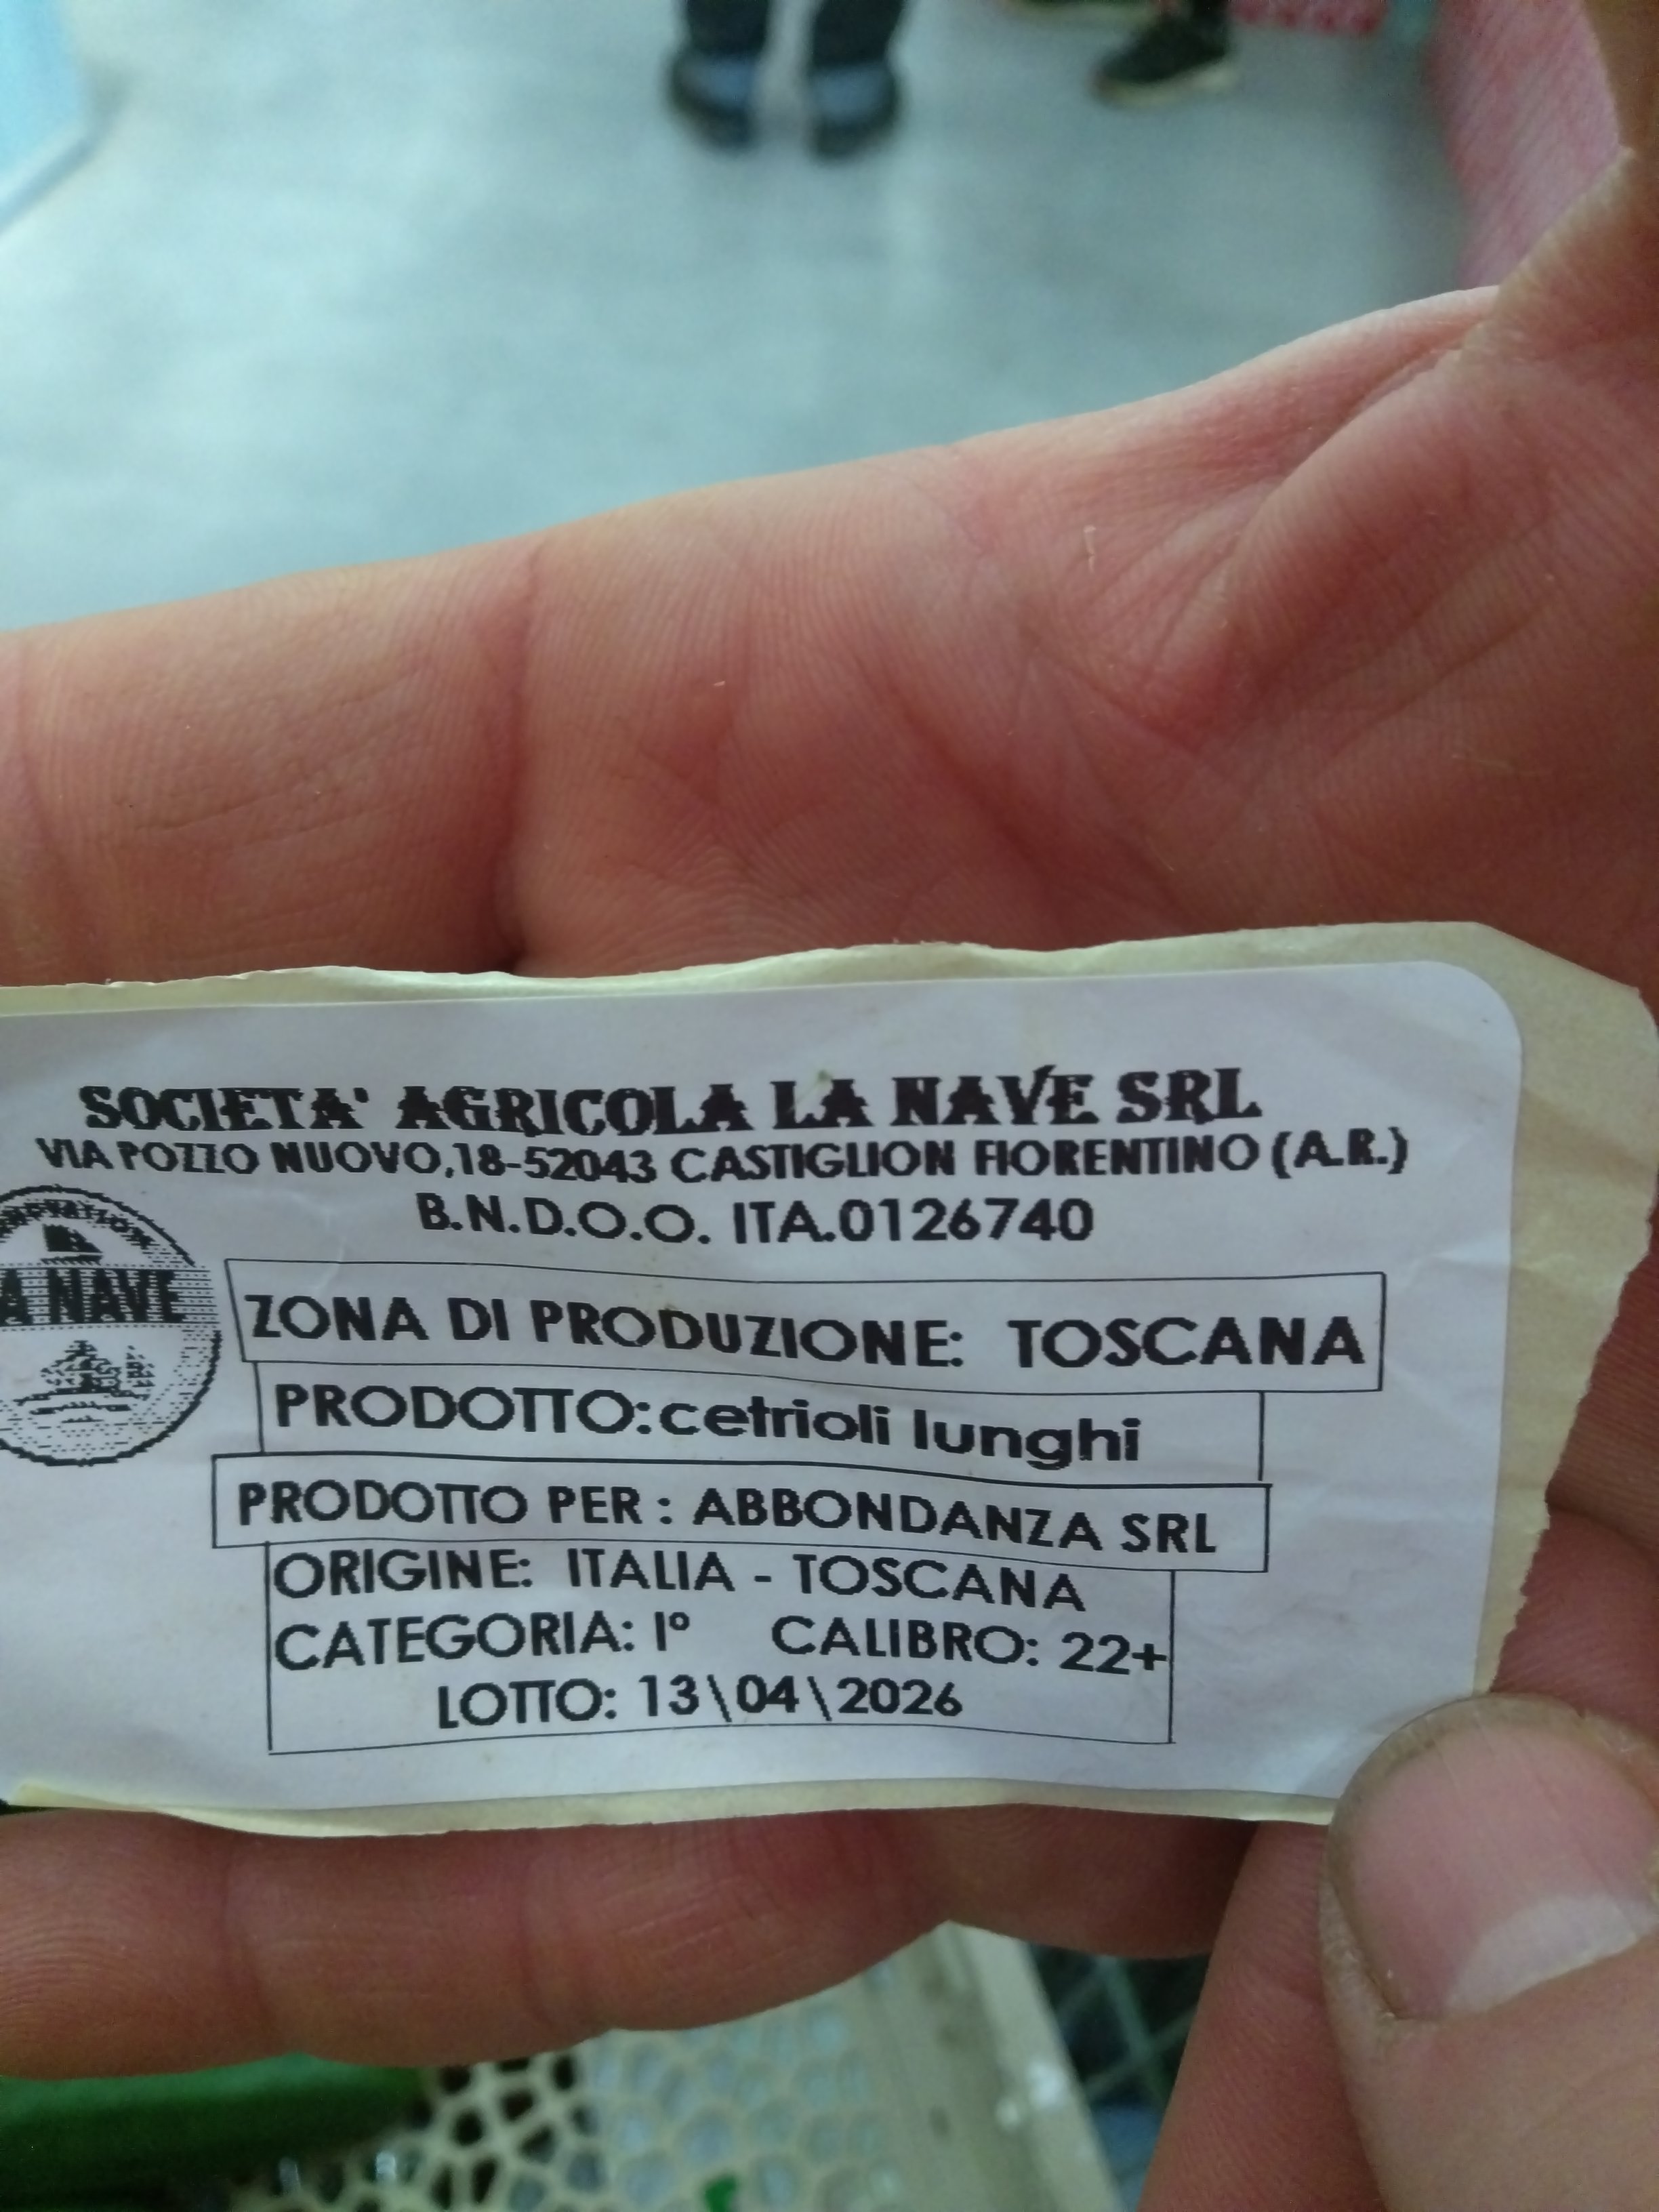 SOCIETA' AGRICOLA LA NAVE SRL
VIA POZZO NUOVO,18-52043 CASTIGLION FIORENTINO (A.R.)
B.N.D.O.O. ITA.0126740
A NAVE
ZONA DI PRODUZIONE: TOSCANA
PRODOTTO:cetrioli lunghi
PRODOTTO PER : ABBONDANZA SRL
ORIGINE: ITALIA - TOSCANA
CATEGORIA: I° CALIBRO: 22+
LOTTO: 13\04\2026